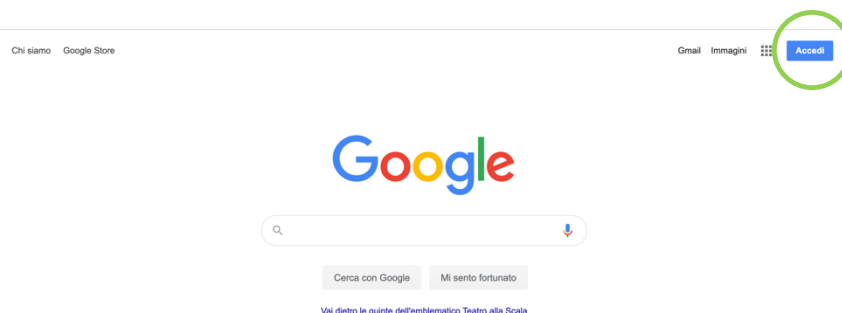 Chi siamo Google Store Gmail Immagini Accedi
Google
Cerca con Google Mi sento fortunato
Vai dietro le quinte dell'emblematico Teatro alla Scala